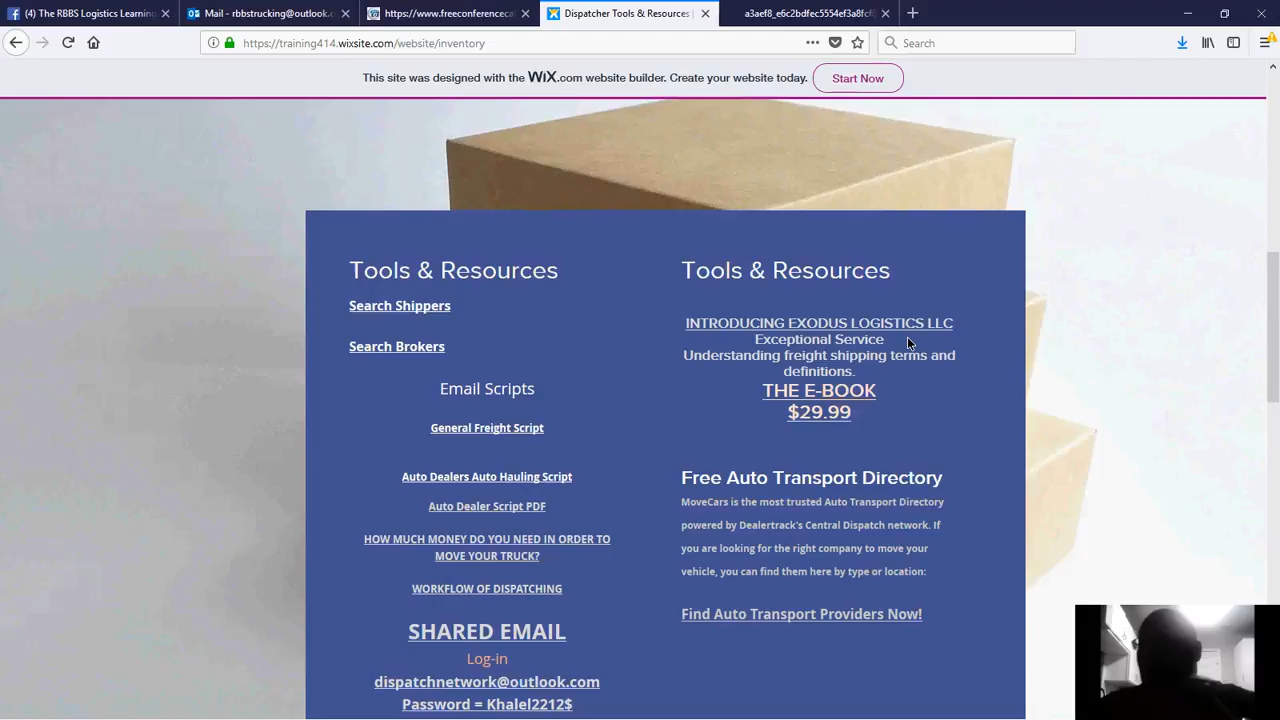 (4) The RBBS Logistics Learning
Mail - rbbstrucking@outlook.c
https://www.freeconferenceca
Dispatcher Tools & Resources |
a3aef8_e6c2bdfec5554ef3a8fcf
https://training414.wixsite.com/website/inventory
Search
This site was designed with the WiX.com website builder. Create your website today.
Start Now
Tools & Resources
Search Shippers
Search Brokers
Email Scripts
General Freight Script
Auto Dealers Auto Hauling Script
Auto Dealer Script PDF
HOW MUCH MONEY DO YOU NEED IN ORDER TO
MOVE YOUR TRUCK?
WORKFLOW OF DISPATCHING
SHARED EMAIL
Log-in
dispatchnetwork@outlook.com
Password = Khalel2212$
Tools & Resources
INTRODUCING EXODUS LOGISTICS LLC
Exceptional Service
Understanding freight shipping terms and
definitions.
THE E-BOOK
$29.99
Free Auto Transport Directory
MoveCars is the most trusted Auto Transport Directory
powered by Dealertrack's Central Dispatch network. If
you are looking for the right company to move your
vehicle, you can find them here by type or location:
Find Auto Transport Providers Now!